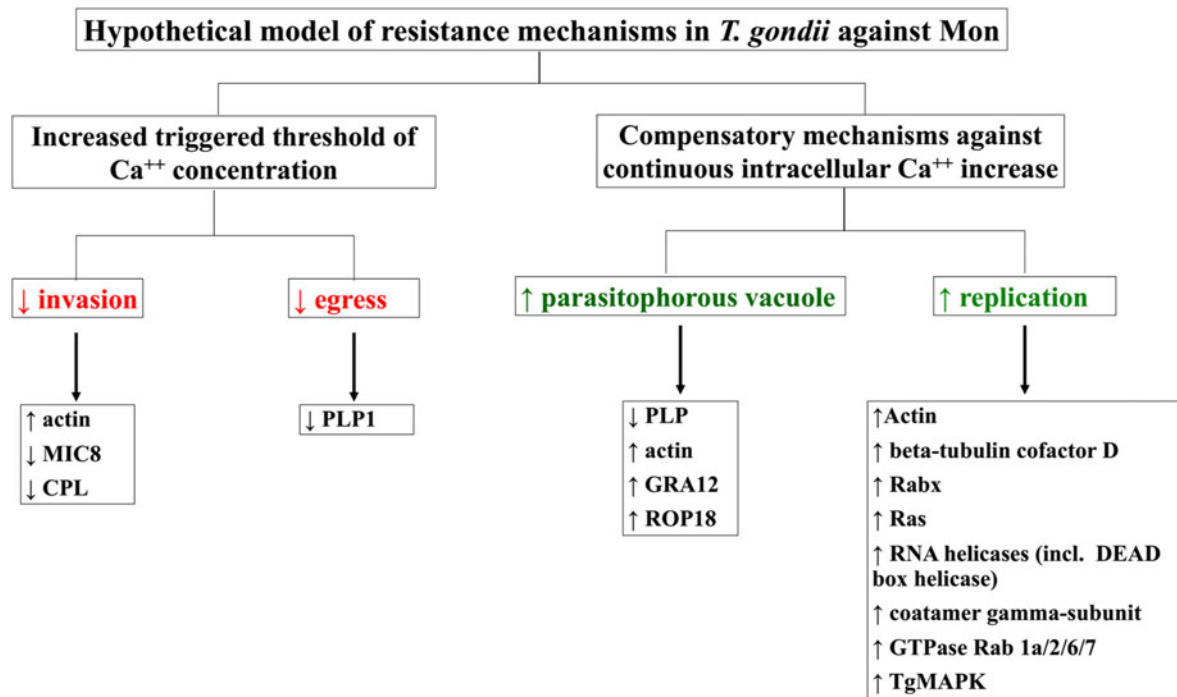 Hypothetical model of resistance mechanisms in T. gondii against Mon
Increased triggered threshold of
Ca++ concentration
Compensatory mechanisms against
continuous intracellular Ca++ increase
↓ invasion
↓ egress
↑ parasitophorous vacuole
↑ replication
↑ actin
↓ MIC8
↓ CPL
↓ PLP1
↓ PLP
↑ actin
↑ GRA12
↑ ROP18
↑Actin
↑ beta-tubulin cofactor D
↑ Rabx
↑ Ras
↑ RNA helicases (incl. DEAD
box helicase)
↑ coatamer gamma-subunit
↑ GTPase Rab 1a/2/6/7
↑ TgMAPK